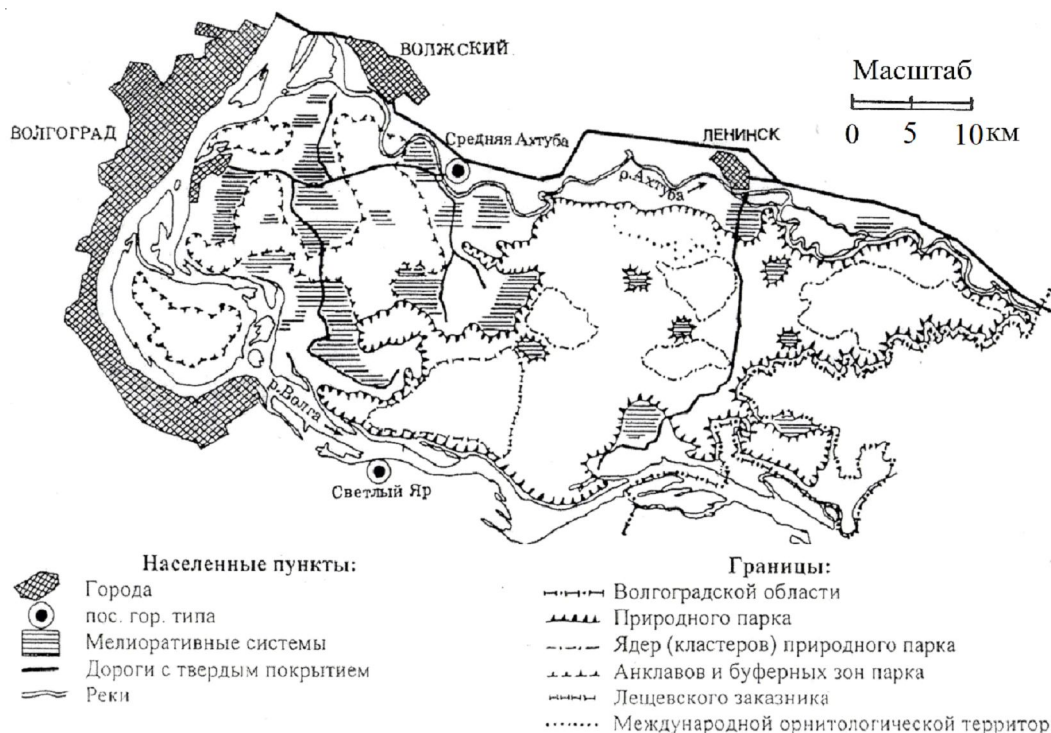 ВОЛЖСКИЙ
Масштаб
0 5 10 км
ВОЛГОГРАД
Средняя Ахтуба
ЛЕНИНСК
р. Ахтуба
р. Волга
Светлый Яр
Населенные пункты:
Города
пос. гор. типа
Мелиоративные системы
Дороги с твердым покрытием
Реки
Границы:
Волгоградской области
Природного парка
Ядер (кластеров) природного парка
Анклавов и буферных зон парка
Лещевского заказника
Международной орнитологической территор